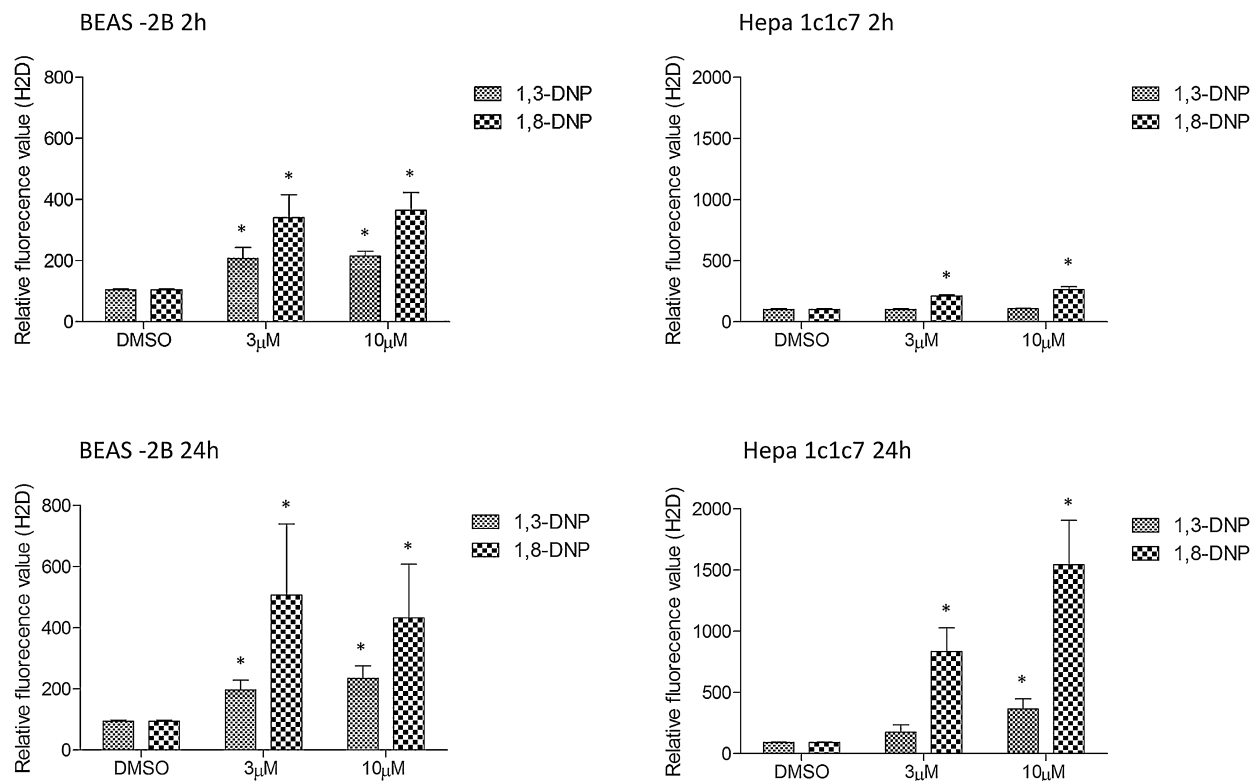 BEAS -2B 2h
Relative fluorecence value (H2D)
800
600
400
200
0
1,3-DNP
1,8-DNP
*
*
*
*
DMSO
3μM
10μM
Hepa 1c1c7 2h
Relative fluorecence value (H2D)
2000
1500
1000
500
0
1,3-DNP
1,8-DNP
*
*
DMSO
3μM
10μM
BEAS -2B 24h
Relative fluorecence value (H2D)
800
600
400
200
0
1,3-DNP
1,8-DNP
*
*
*
*
DMSO
3μM
10μM
Hepa 1c1c7 24h
Relative fluorecence value (H2D)
2000
1500
1000
500
0
1,3-DNP
1,8-DNP
*
*
*
DMSO
3μM
10μM